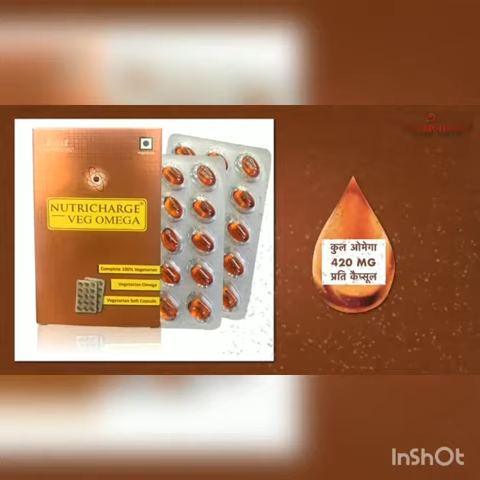 NUTRICHARGE®
VEG OMEGA
Complete 100% Vegetarian
Vegetarian Omega
Vegetarian Soft Capsule
कुल ओमेगा
420 MG
प्रति कैप्सूल
InShOt